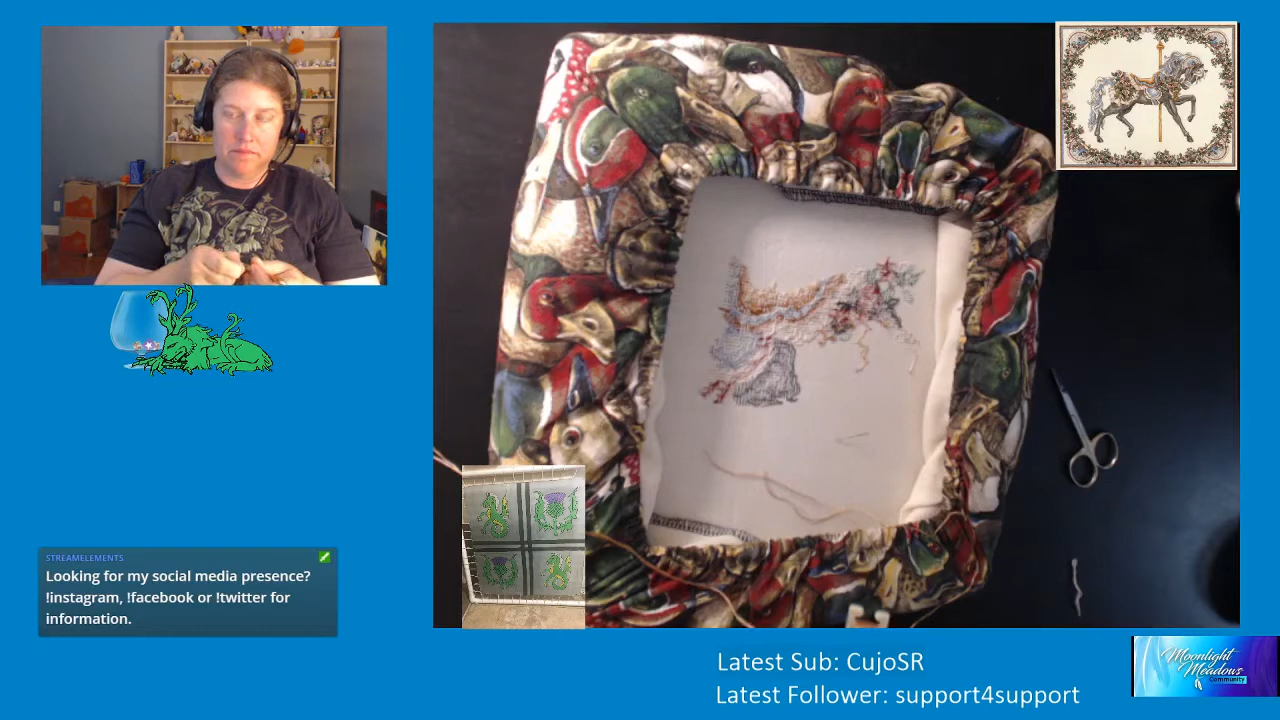 STREAMELEMENTS
Looking for my social media presence?
!instagram, !facebook or !twitter for
information.
Latest Sub: CujoSR
Latest Follower: support4support
Moonlight
Meadows
Community